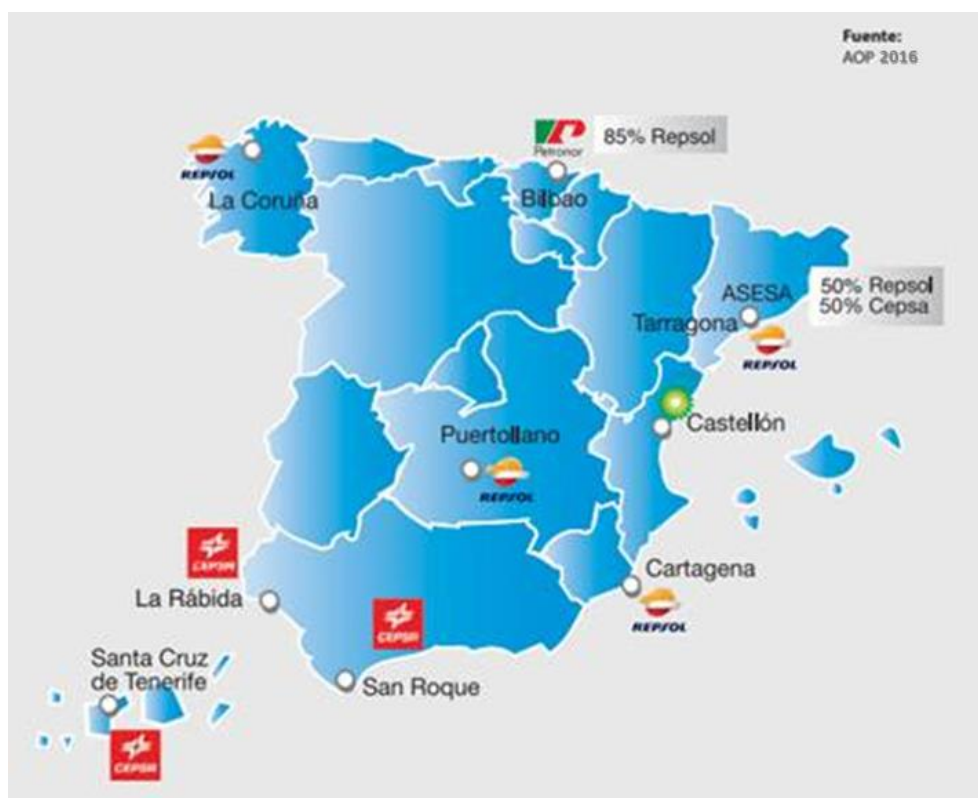 Fuente:
AOP 2016
Petronor
85% Repsol
REPSOL
La Coruña
Bilbao
ASESA
50% Repsol
50% Cepsa
Tarragona
REPSOL
Castellón
Puertollano
REPSOL
CEPSA
La Rábida
CEPSA
Cartagena
REPSOL
Santa Cruz
de Tenerife
San Roque
CEPSA